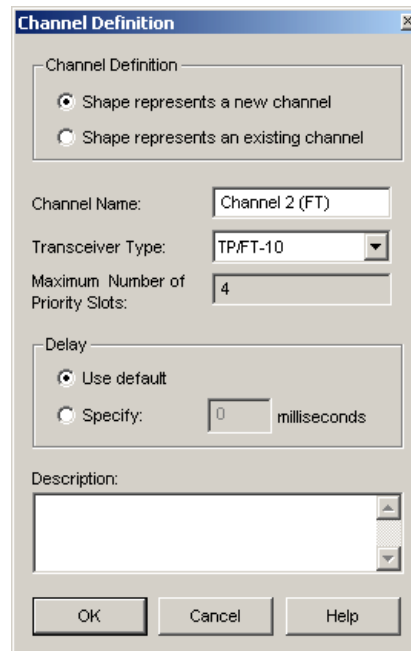 Channel Definition
Channel Definition
Shape represents a new channel
Shape represents an existing channel
Channel Name: Channel 2 (FT)
Transceiver Type: TP/FT-10
Maximum Number of
Priority Slots: 4
Delay
Use default
Specify: 0 milliseconds
Description:
OK Cancel Help